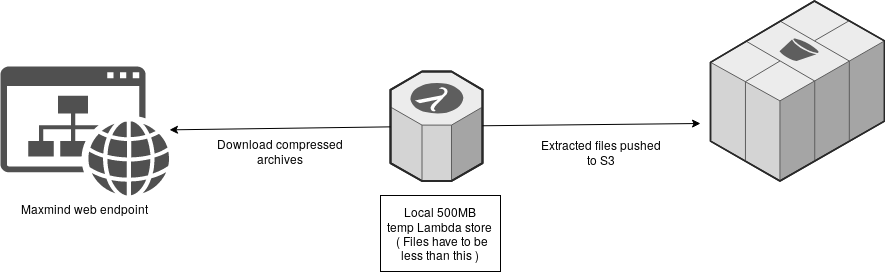 Download compressed
archives
Extracted files pushed
to S3
Maxmind web endpoint
Local 500MB
temp Lambda store
( Files have to be
less than this )
λ